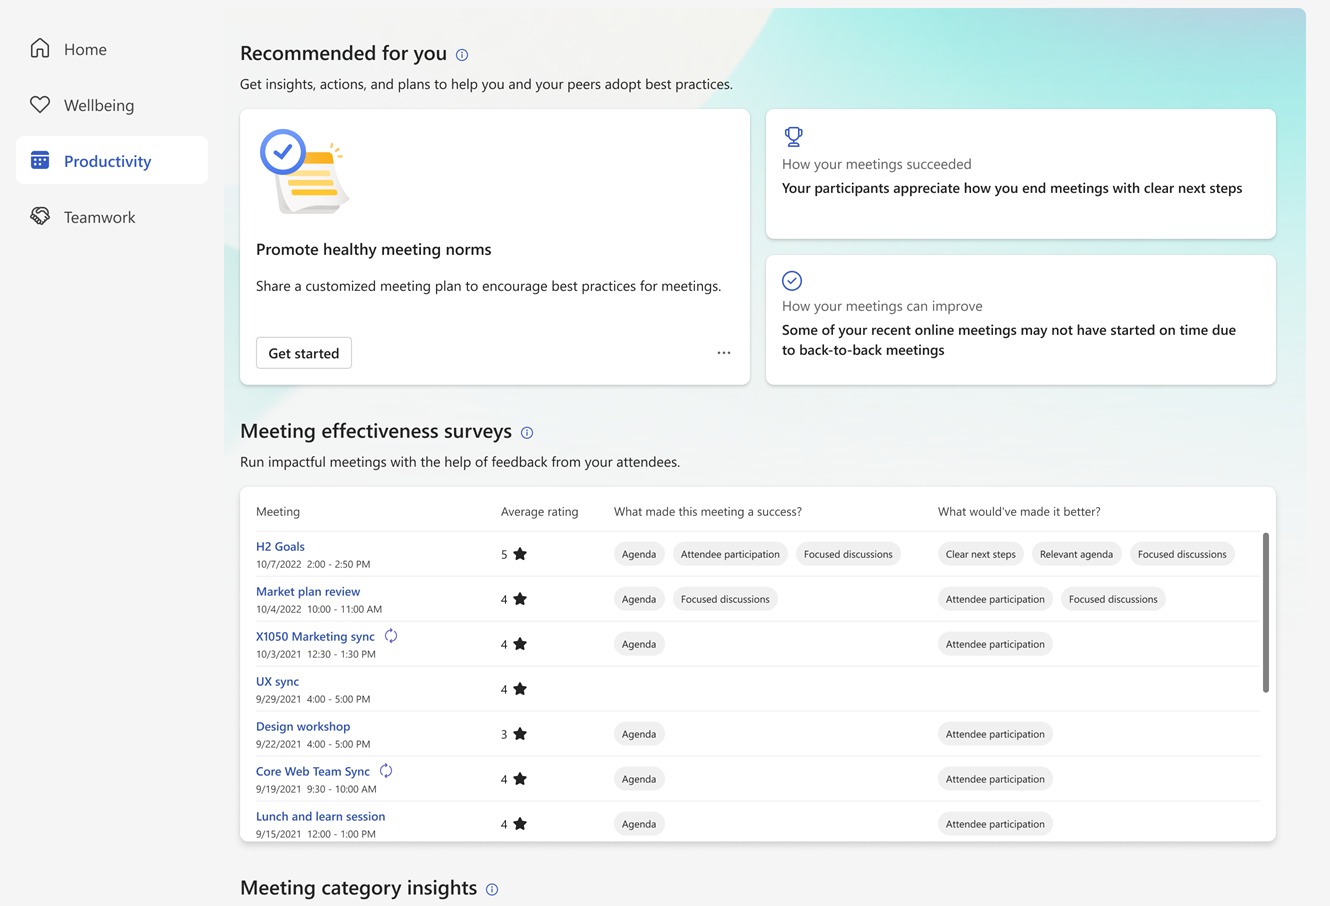 Home
Wellbeing
Productivity
Teamwork
Recommended for you
Get insights, actions, and plans to help you and your peers adopt best practices.
Promote healthy meeting norms
Share a customized meeting plan to encourage best practices for meetings.
Get started
How your meetings succeeded
Your participants appreciate how you end meetings with clear next steps
How your meetings can improve
Some of your recent online meetings may not have started on time due
to back-to-back meetings
Meeting effectiveness surveys
Run impactful meetings with the help of feedback from your attendees.
Meeting Average rating What made this meeting a success? What would've made it better?
H2 Goals
10/7/2022 2:00 - 2:50 PM
5 Agenda Attendee participation Focused discussions Clear next steps Relevant agenda Focused discussions
Market plan review
10/4/2022 10:00 - 11:00 AM
4 Agenda Focused discussions Attendee participation Focused discussions
X1050 Marketing sync
10/3/2021 12:30 - 1:30 PM
4 Agenda Attendee participation
UX sync
9/29/2021 4:00 - 5:00 PM
4
Design workshop
9/22/2021 4:00 - 5:00 PM
3 Agenda Attendee participation
Core Web Team Sync
9/19/2021 9:30 - 10:00 AM
4 Agenda Attendee participation
Lunch and learn session
9/15/2021 12:00 - 1:00 PM
4 Agenda Attendee participation
Meeting category insights